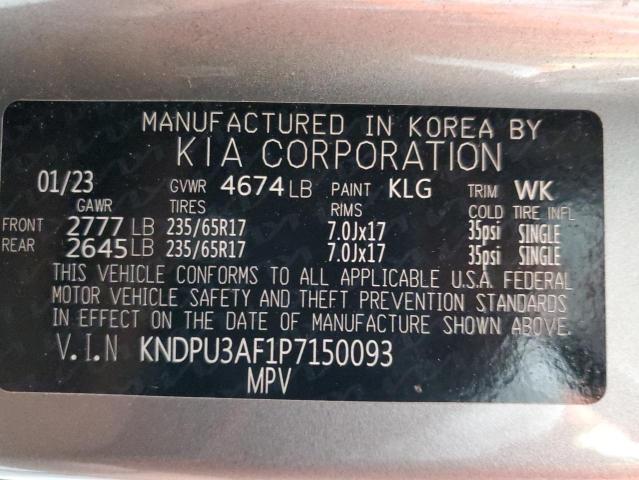 MANUFACTURED IN KOREA BY
KIA CORPORATION
01/23 GVWR 4674 LB PAINT KLG TRIM WK
GAWR TIRES RIMS COLD TIRE INFL
FRONT 2777 LB 235/65R17 7.0Jx17 35psi SINGLE
REAR 2645 LB 235/65R17 7.0Jx17 35psi SINGLE
THIS VEHICLE CONFORMS TO ALL APPLICABLE U.S.A. FEDERAL
MOTOR VEHICLE SAFETY AND THEFT PREVENTION STANDARDS
IN EFFECT ON THE DATE OF MANUFACTURE SHOWN ABOVE.
V.I.N KNDPU3AF1P7150093
MPV